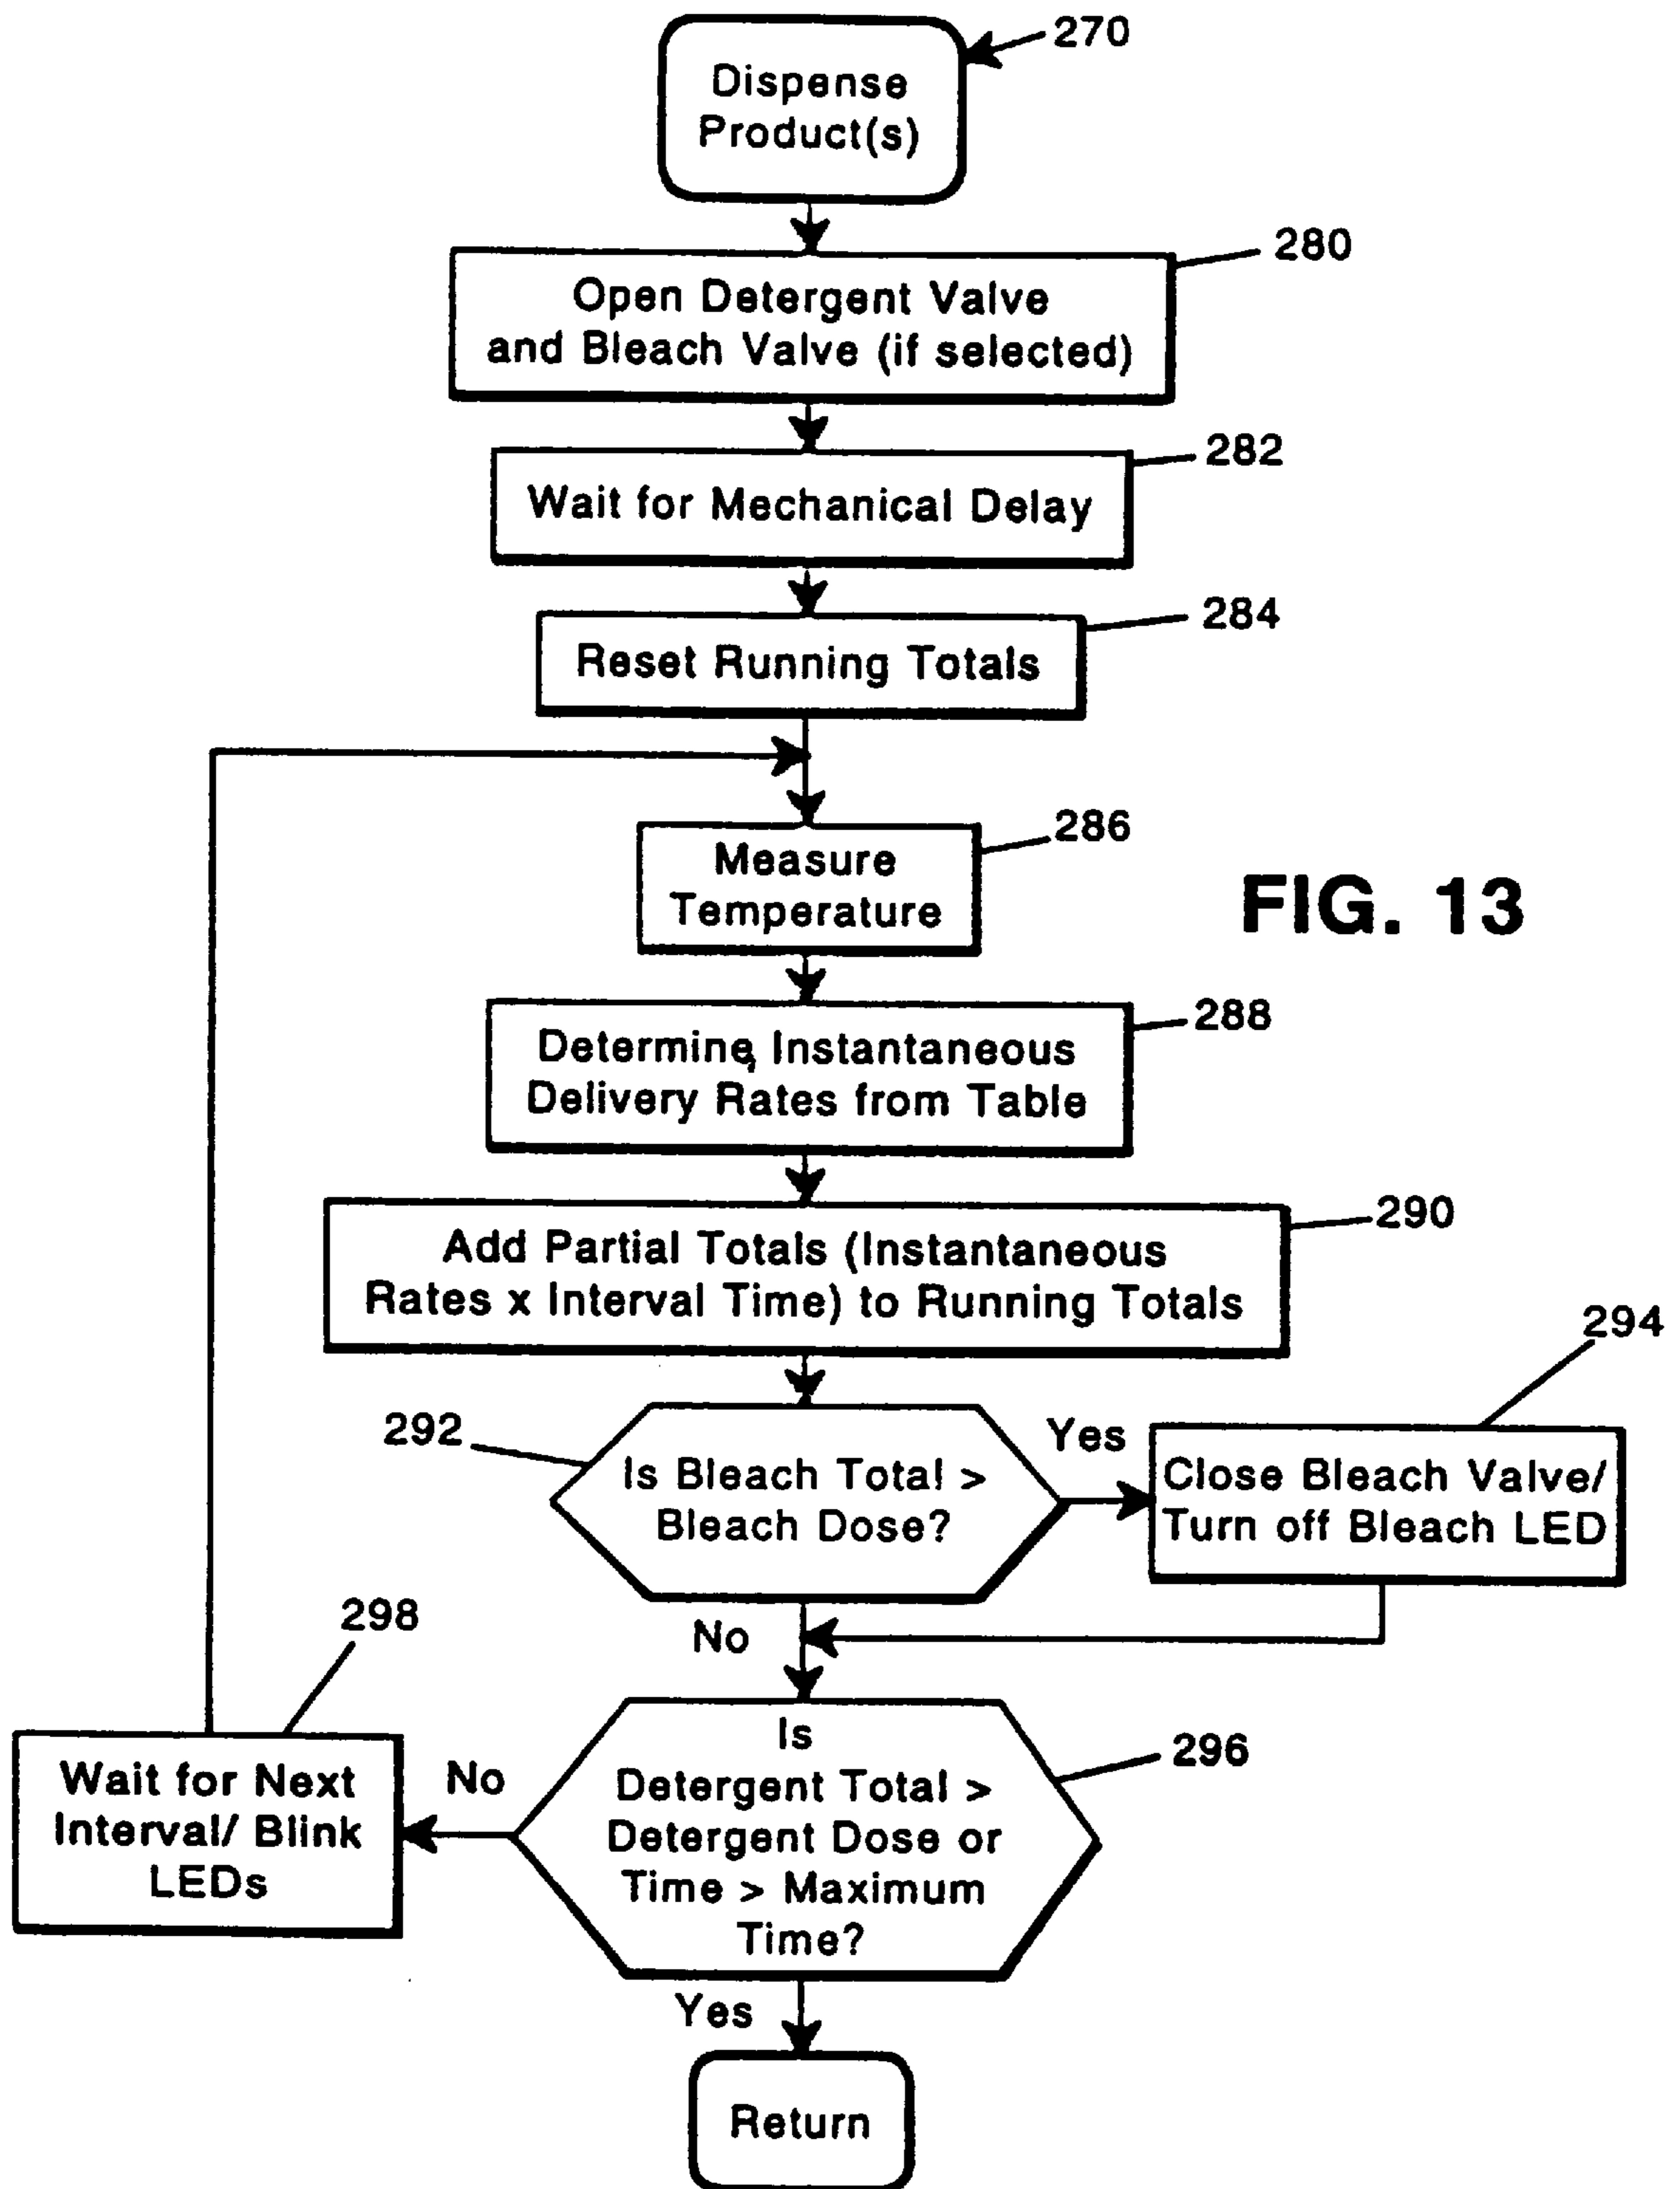 270
Dispense
Product(s)
280
Open Detergent Valve
and Bleach Valve (if selected)
282
Wait for Mechanical Delay
284
Reset Running Totals
286
Measure
Temperature
FIG. 13
288
Determine, Instantaneous
Delivery Rates from Table
290
Add Partial Totals (Instantaneous
Rates x Interval Time) to Running Totals
294
292
Yes
Is Bleach Total >
Bleach Dose?
Close Bleach Valve/
Turn off Bleach LED
298
No
296
Is
Detergent Total >
Detergent Dose or
Time > Maximum
Time?
No
Wait for Next
Interval/ Blink
LEDs
Yes
Return